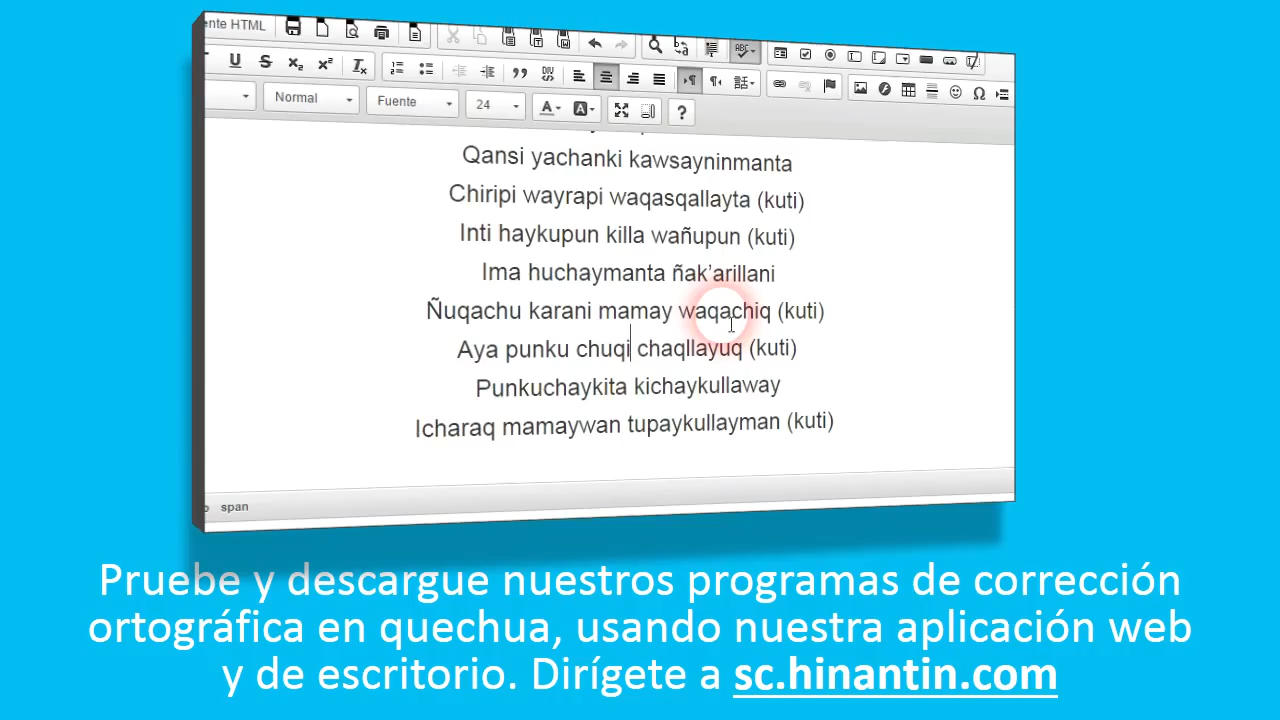 ente HTML
Normal Fuente 24
Qansi yachanki kawsayninmanta
Chiripi wayrapi waqasqallayta (kuti)
Inti haykupun killa wañupun (kuti)
Ima huchaymanta ñak'arillani
Ñuqachu karani mamay waqachiq (kuti)
Aya punku chuqi chaqllayuq (kuti)
Punkuchaykita kichaykullaway
Icharaq mamaywan tupaykullayman (kuti)
span
Pruebe y descargue nuestros programas de corrección
ortográfica en quechua, usando nuestra aplicación web
y de escritorio. Dirígete a sc.hinantin.com